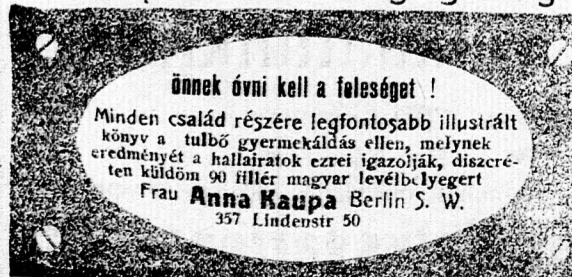 önnek óvni kell a feleséget !
Minden család részére legfontosabb illustrált
könyv a tulbő gyermekáldás ellen, melynek
eredményét a hallairatok ezrei igazolják, diszcré-
ten küldöm 90 fillér magyar levélbelyegert
Frau Anna Kaupa Berlin S. W.
357 Lindenstr 50